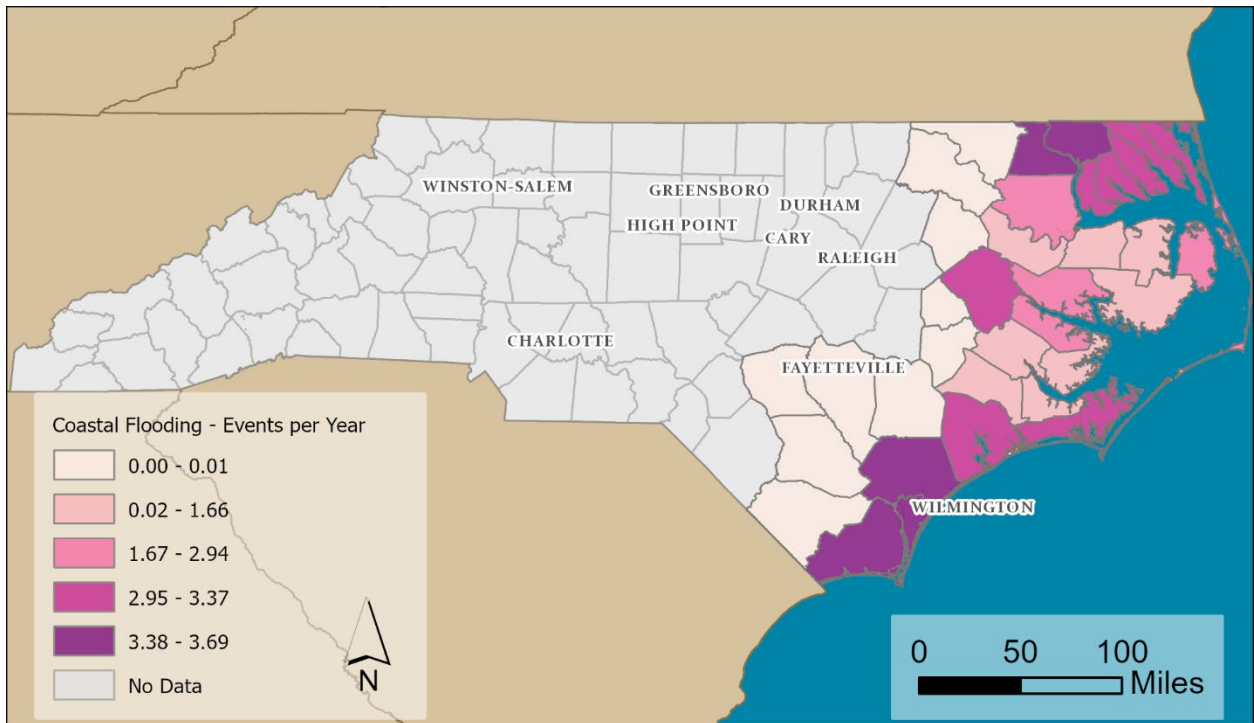 WINSTON-SALEM
GREENSBORO
DURHAM
HIGH POINT
CARY
RALEIGH
CHARLOTTE
FAYETTEVILLE
WILMINGTON
Coastal Flooding - Events per Year
0.00 - 0.01
0.02 - 1.66
1.67 - 2.94
2.95 - 3.37
3.38 - 3.69
No Data
N
0 50 100
Miles